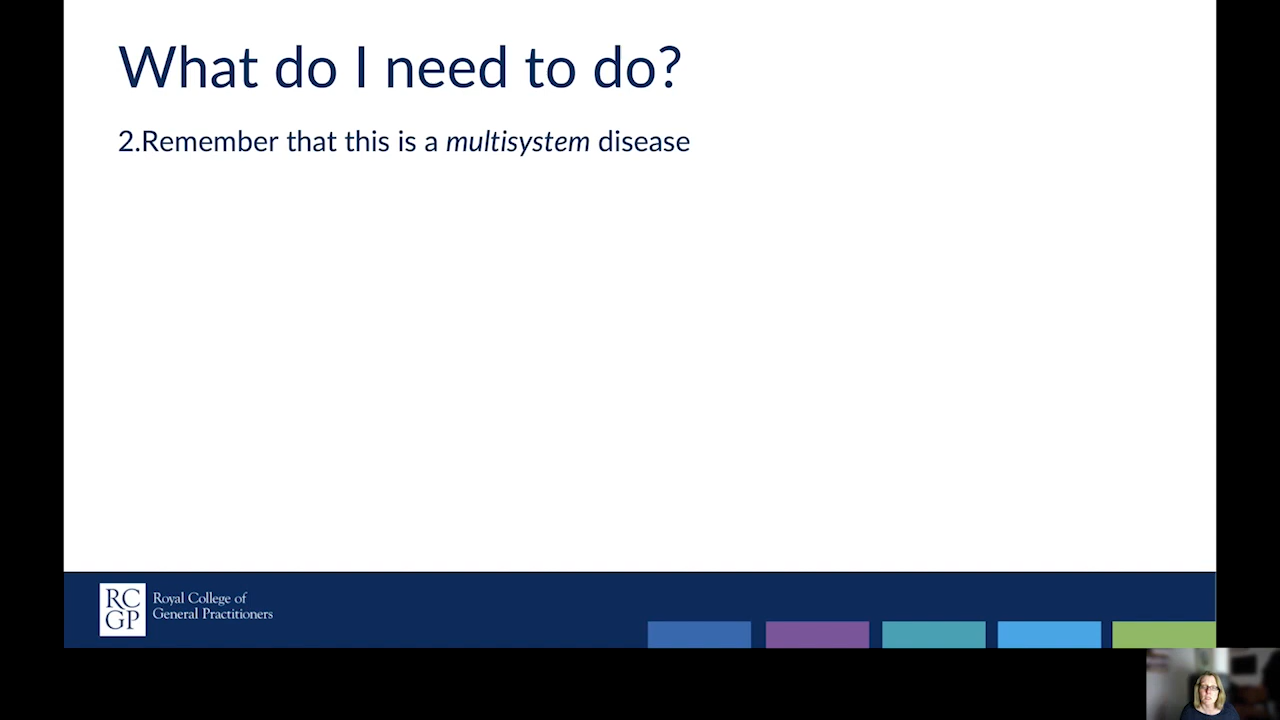 What do I need to do?
2.Remember that this is a multisystem disease
RC
GP
Royal College of
General Practitioners